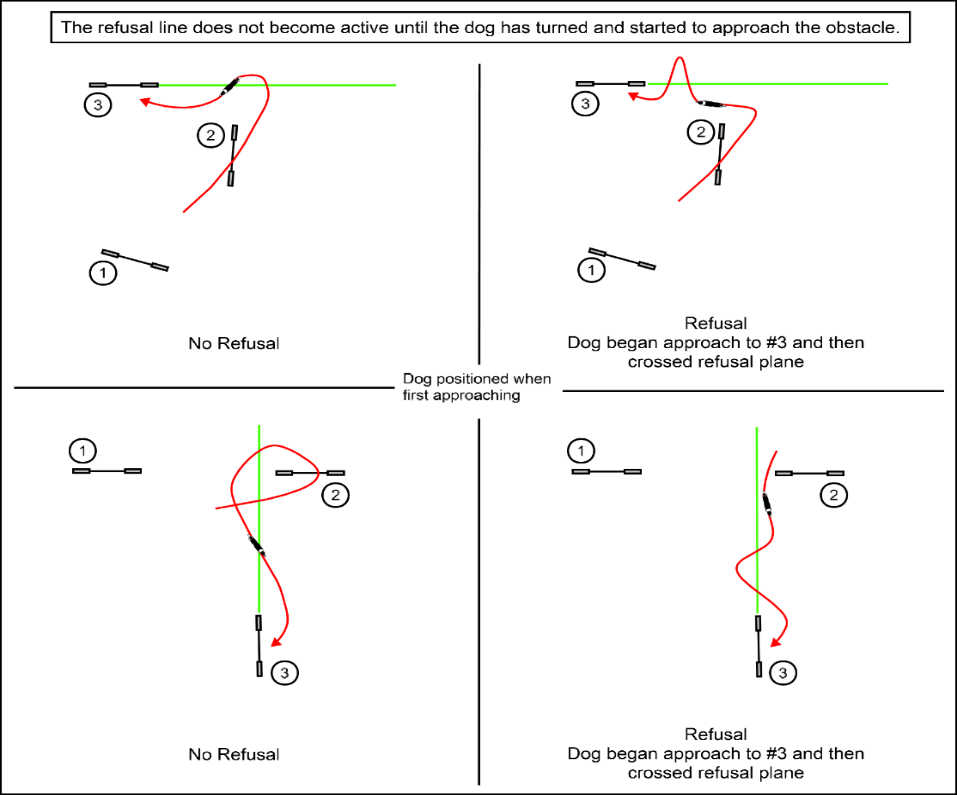 The refusal line does not become active until the dog has turned and started to approach the obstacle.
3
2
1
No Refusal
3
2
1
Refusal
Dog began approach to #3 and then
crossed refusal plane
Dog positioned when
first approaching
1
2
3
No Refusal
1
2
3
Refusal
Dog began approach to #3 and then
crossed refusal plane